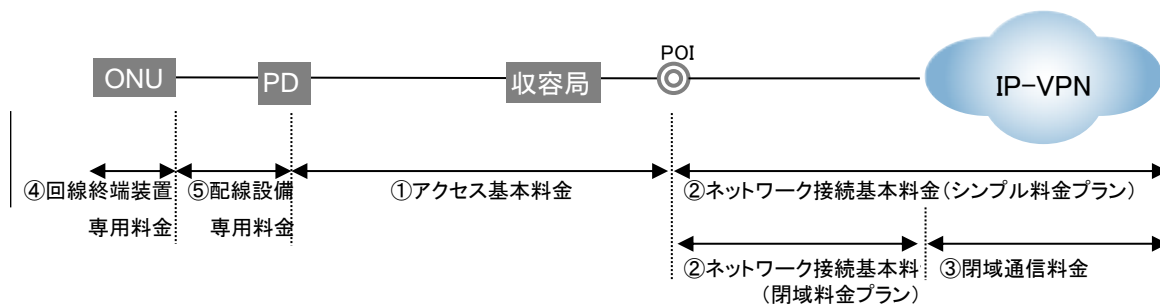 POI
ONU
PD
収容局
IP-VPN
④回線終端装置
専用料金
⑤配線設備
専用料金
①アクセス基本料金
②ネットワーク接続基本料金(シンプル料金プラン)
②ネットワーク接続基本料
(閉域料金プラン)
③閉域通信料金